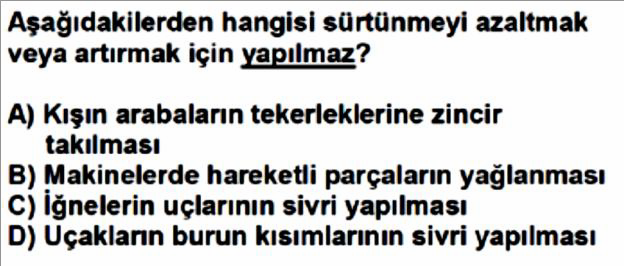 Aşağıdakilerden hangisi sürtünmeyi azaltmak
veya artırmak için yapılmaz?
A) Kışın arabaların tekerleklerine zincir
takılması
B) Makinelerde hareketli parçaların yağlanması
C) İğnelerin uçlarının sivri yapılması
D) Uçakların burun kısımlarının sivri yapılması